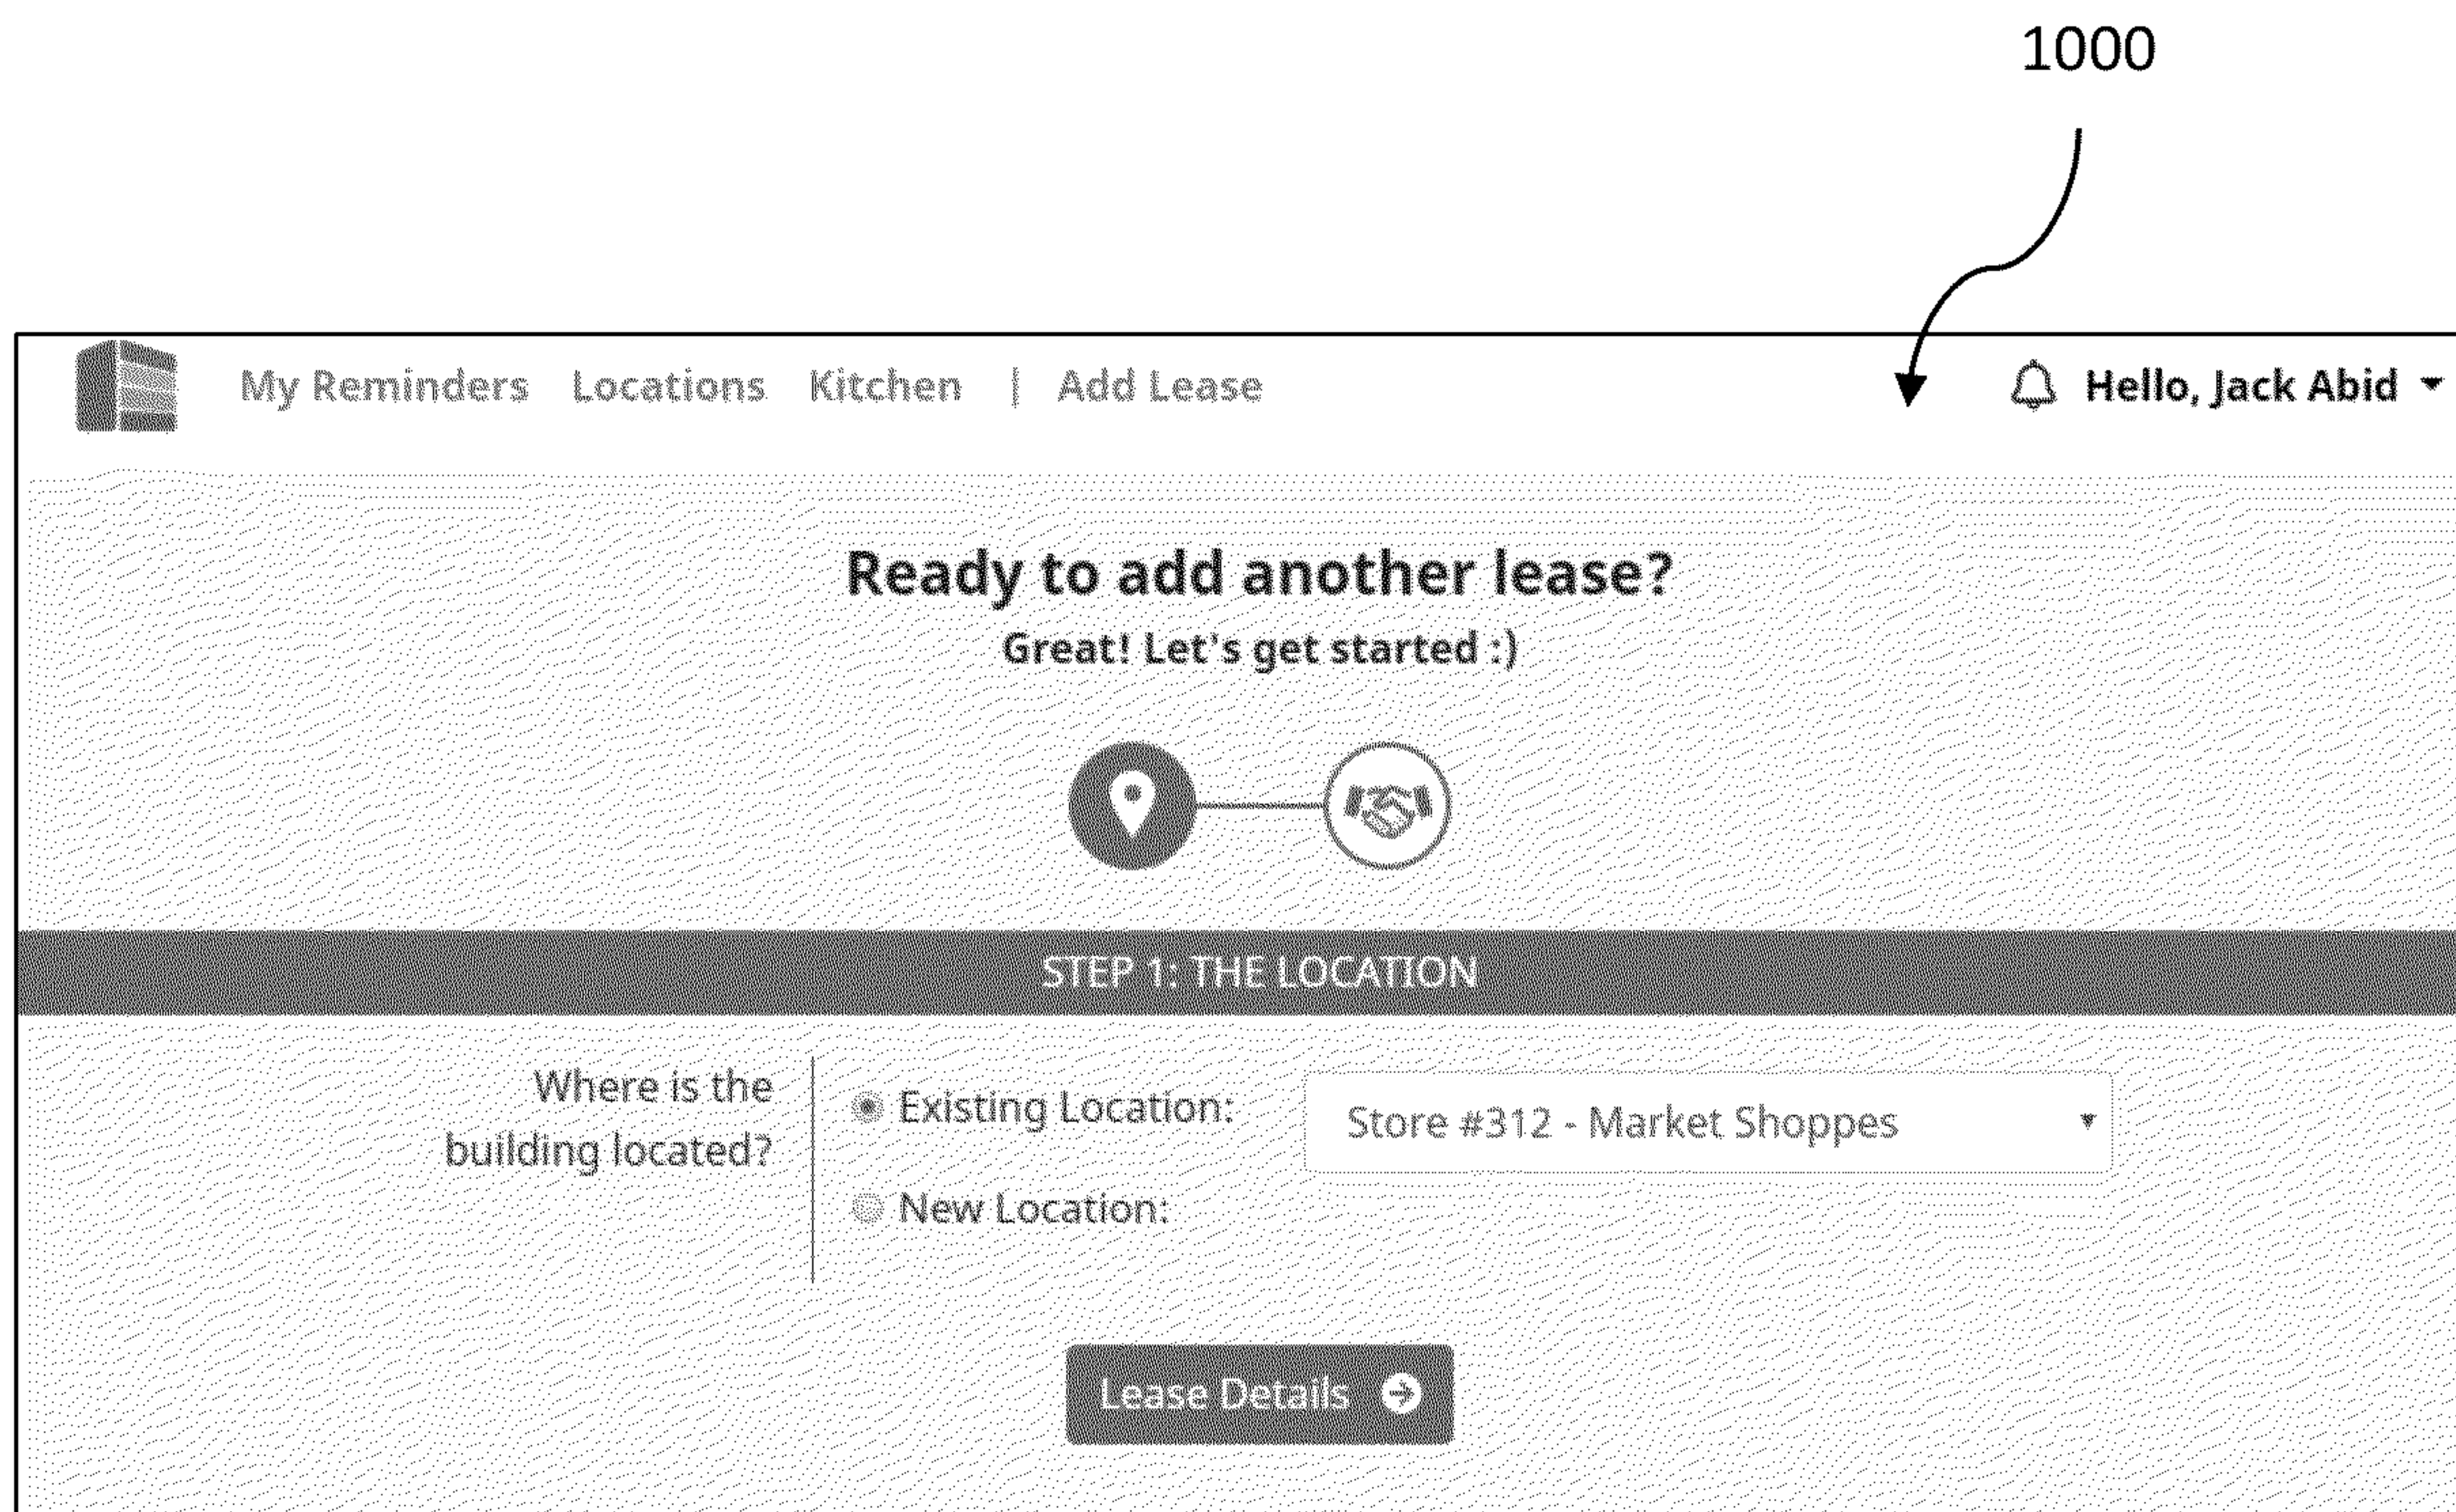 1000
My Reminders Locations Kitchen | Add Lease Hello, Jack Abid
Ready to add another lease?
Great! Let's get started :)
STEP 1: THE LOCATION
Where is the
building located?
Existing Location: Store #312 - Market Shoppes
New Location:
Lease Details